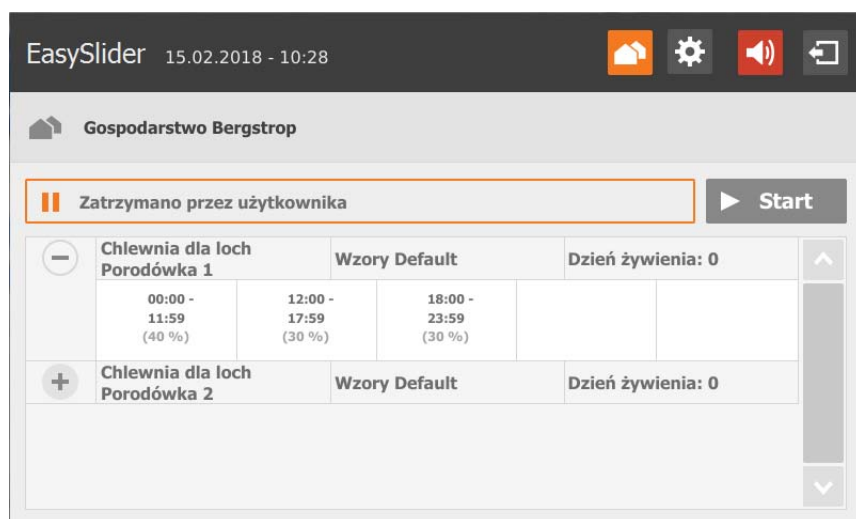 EasySlider 15.02.2018 - 10:28
Gospodarstwo Bergstrop
Zatrzymano przez użytkownika
Start
Chlewnia dla loch
Porodówka 1
Wzory Default
Dzień żywienia: 0
00:00 -
11:59
(40 %)
12:00 -
17:59
(30 %)
18:00 -
23:59
(30 %)
Chlewnia dla loch
Porodówka 2
Wzory Default
Dzień żywienia: 0